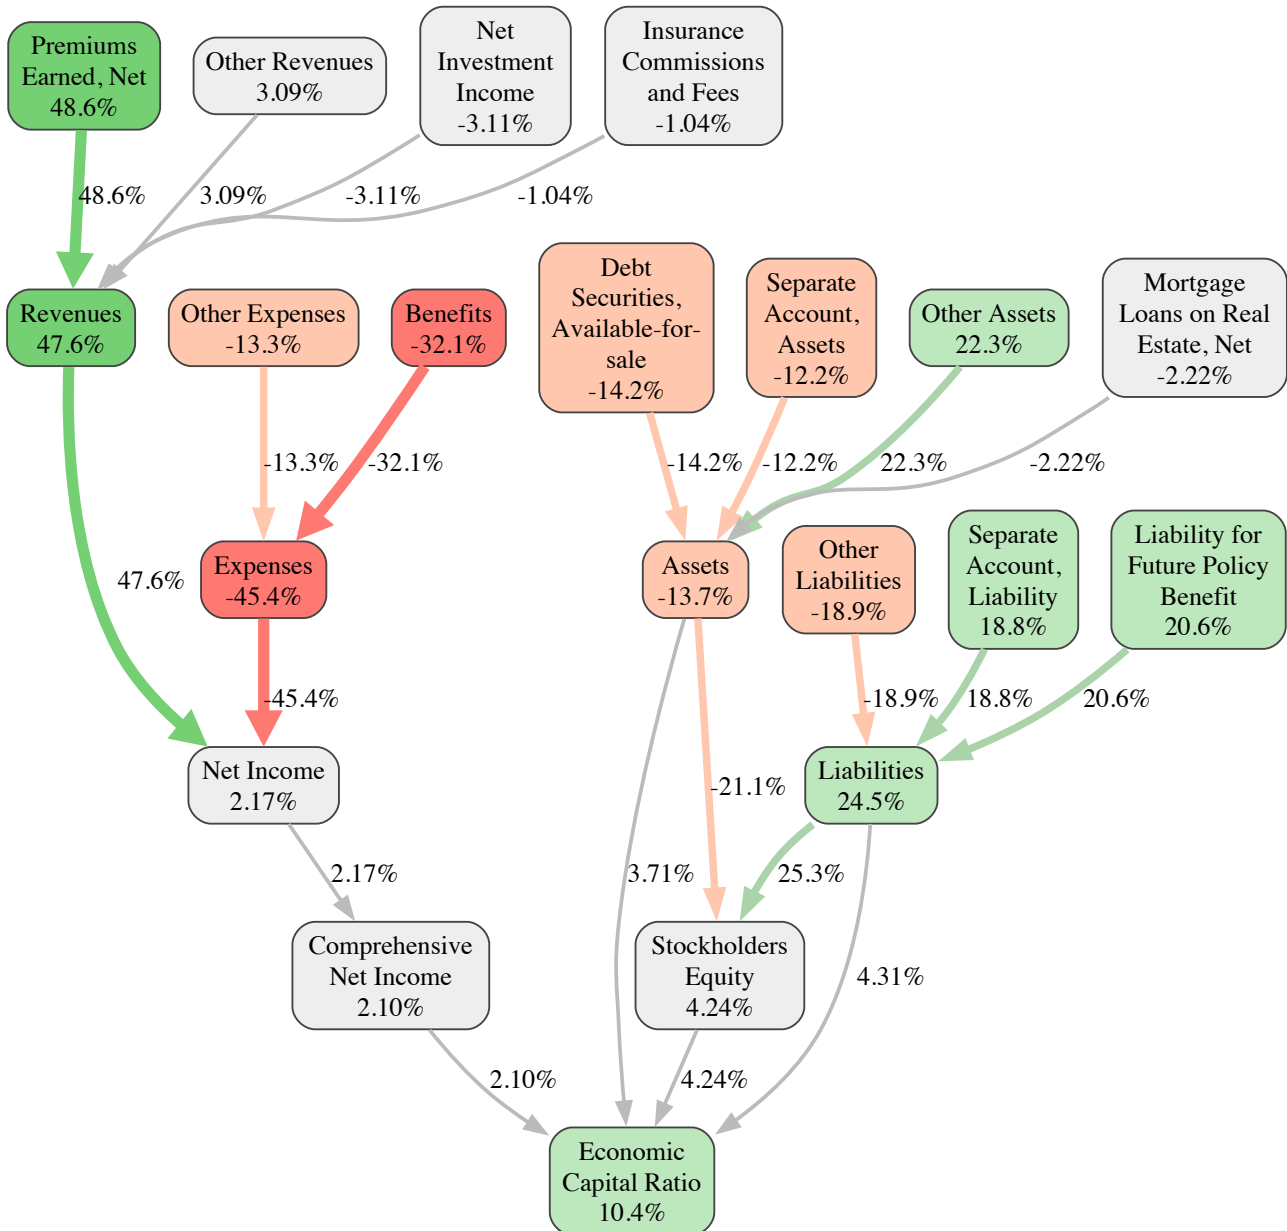 Premiums
Earned, Net
48.6%
Other Revenues
3.09%
Net
Investment
Income
-3.11%
Insurance
Commissions
and Fees
-1.04%
48.6%
3.09%
-3.11%
-1.04%
Revenues
47.6%
Other Expenses
-13.3%
Benefits
-32.1%
Debt
Securities,
Available-for-
sale
-14.2%
Separate
Account,
Assets
-12.2%
Other Assets
22.3%
Mortgage
Loans on Real
Estate, Net
-2.22%
-13.3%
-32.1%
-14.2%
-12.2%
22.3%
-2.22%
47.6%
Expenses
-45.4%
Assets
-13.7%
Other
Liabilities
-18.9%
Separate
Account,
Liability
18.8%
Liability for
Future Policy
Benefit
20.6%
-45.4%
-18.9%
18.8%
20.6%
Net Income
2.17%
-21.1%
Liabilities
24.5%
2.17%
3.71%
25.3%
Comprehensive
Net Income
2.10%
Stockholders
Equity
4.24%
4.31%
2.10%
4.24%
Economic
Capital Ratio
10.4%